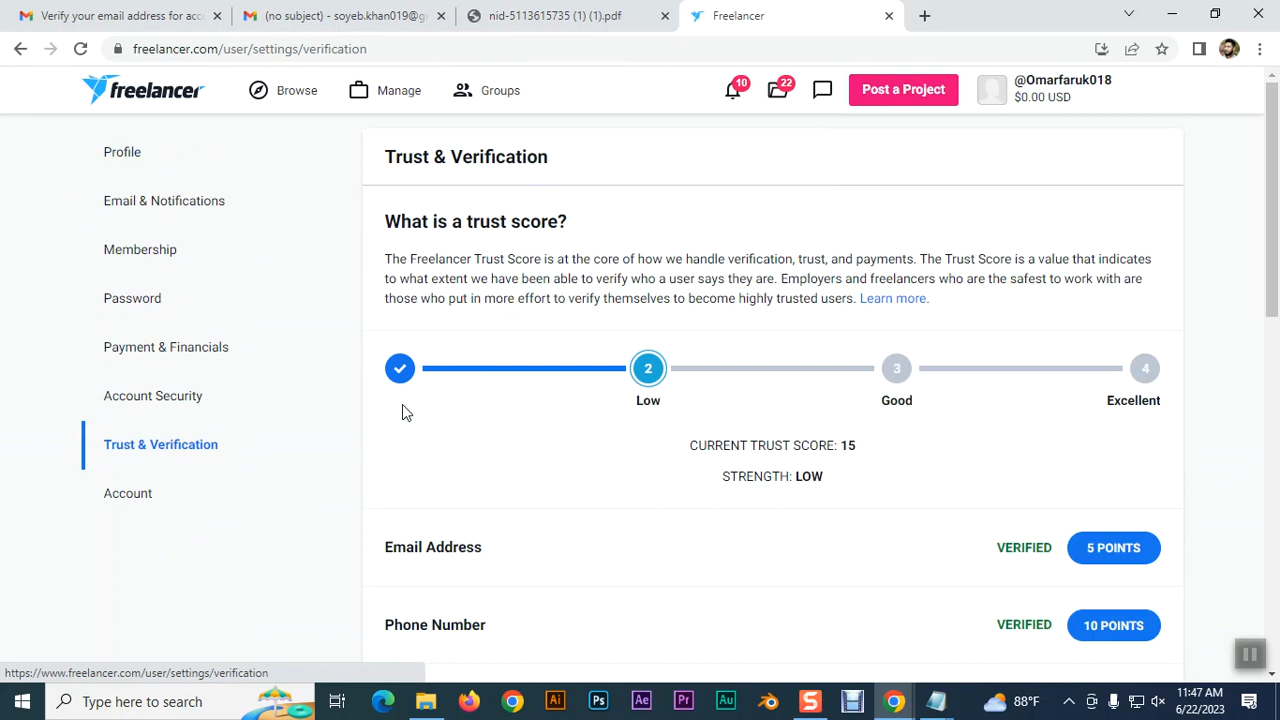 Verify your email address for acc
(no subject) - soyeb.khan019@g
nid-5113615735 (1) (1).pdf
Freelancer
freelancer.com/user/settings/verification
freelancer
Browse
Manage
Groups
10
22
Post a Project
@Omarfaruk018
$0.00 USD
Profile
Email & Notifications
Membership
Password
Payment & Financials
Account Security
Trust & Verification
Account
Trust & Verification
What is a trust score?
The Freelancer Trust Score is at the core of how we handle verification, trust, and payments. The Trust Score is a value that indicates
to what extent we have been able to verify who a user says they are. Employers and freelancers who are the safest to work with are
those who put in more effort to verify themselves to become highly trusted users. Learn more.
2
3
4
Low
Good
Excellent
CURRENT TRUST SCORE: 15
STRENGTH: LOW
Email Address
VERIFIED
5 POINTS
Phone Number
VERIFIED
10 POINTS
https://www.freelancer.com/user/settings/verification
Type here to search
Ai
Ps
Ae
Pr
Au
S
88°F
11:47 AM
6/22/2023